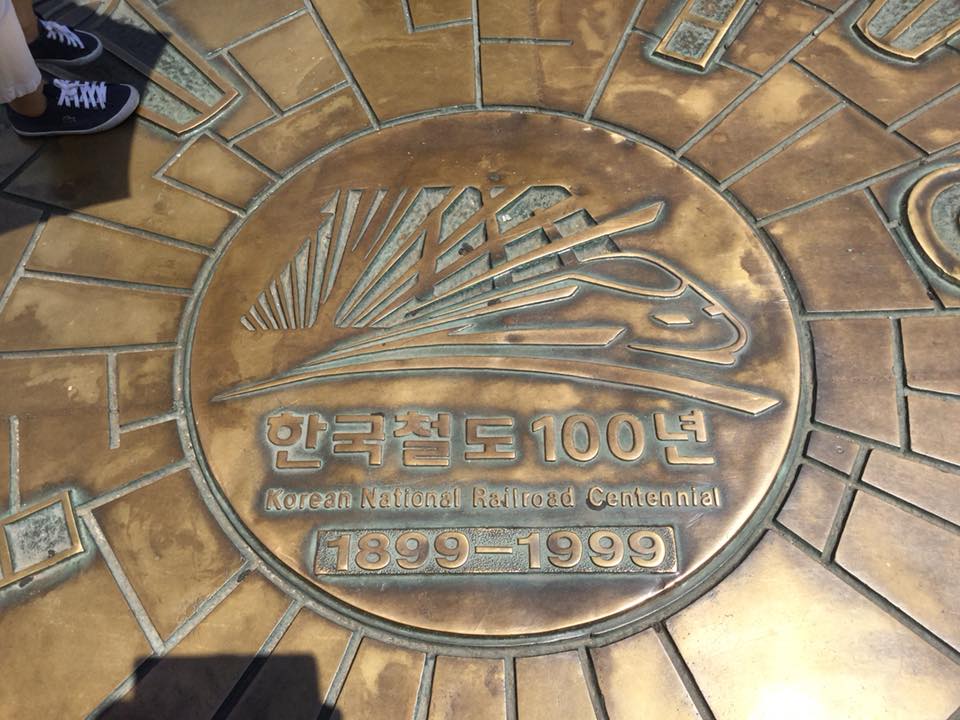 한국철도 100년
Korean National Railroad Centennial
1899-1999